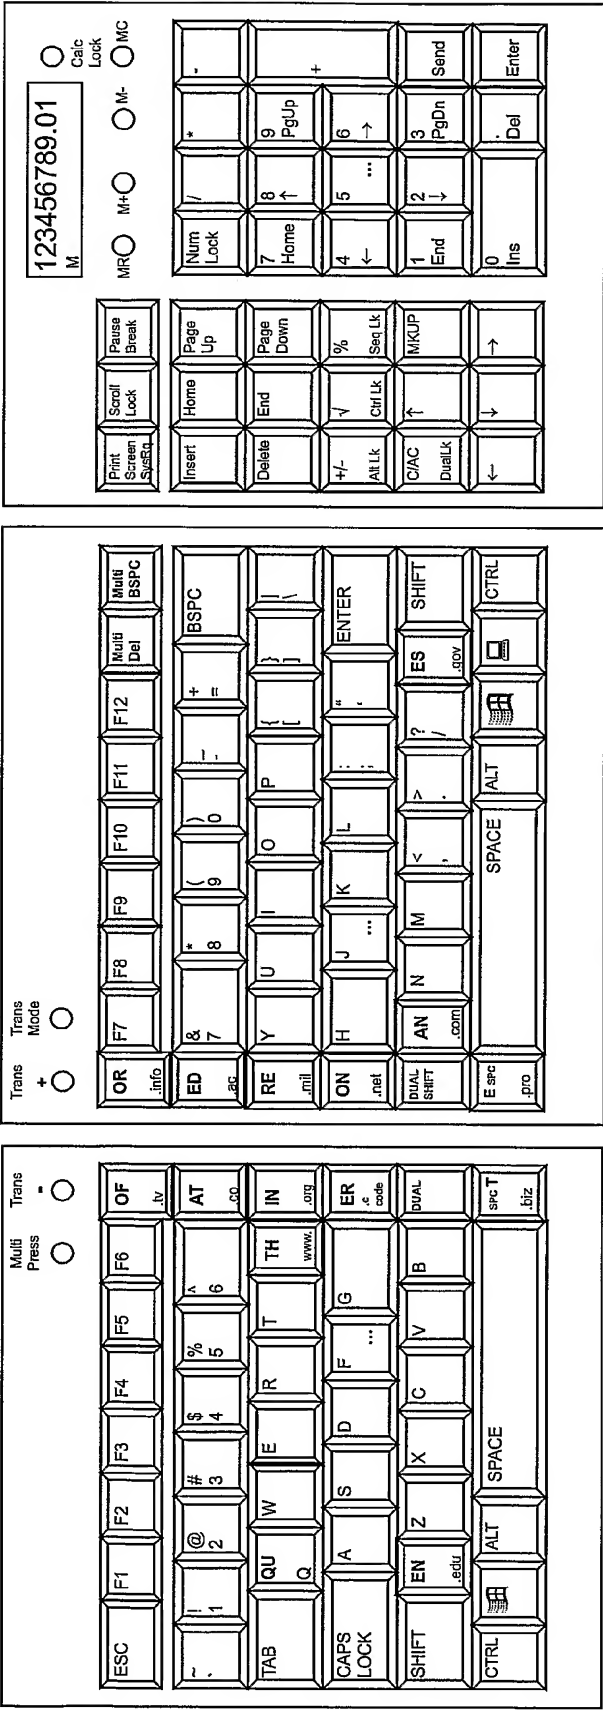 Multi Press
Trans -
ESC F1 F2 F3 F4 F5 F6 OF .tv
~ ` ! 1 @ 2 # 3 $ 4 % 5 ^ 6 AT .co
TAB QU Q W E R T TH www. IN .org
CAPS LOCK A S D F ... G ER .c code
SHIFT EN .edu Z X C V B DUAL
CTRL ALT SPACE SPC T .biz
Trans +
Trans Mode
OR .info F7 F8 F9 F10 F11 F12 Multi Del Multi BSPC
ED .ac & 7 * 8 ( 9 ) 0 _ - + = BSPC
RE .mil Y U I O P { [ } ] | \
ON .net H J ... K L : ; “ ‘ ENTER
DUAL SHIFT AN .com N M < , > . ? / ES .gov SHIFT
E SPC .pro SPACE ALT CTRL
123456789.01
M
Calc Lock
MR M+ M- MC
Print Screen SysRq Scroll Lock Pause Break
Insert Home Page Up Num Lock / * -
Delete End Page Down 7 Home 8 ↑ 9 PgUp +
+/- Alt Lk √ Ctrl Lk % Seq Lk 4 ← 5 ... 6 →
C/AC DualLk ↑ MKUP 1 End 2 ↓ 3 PgDn Send
← ↓ → 0 Ins . Del Enter